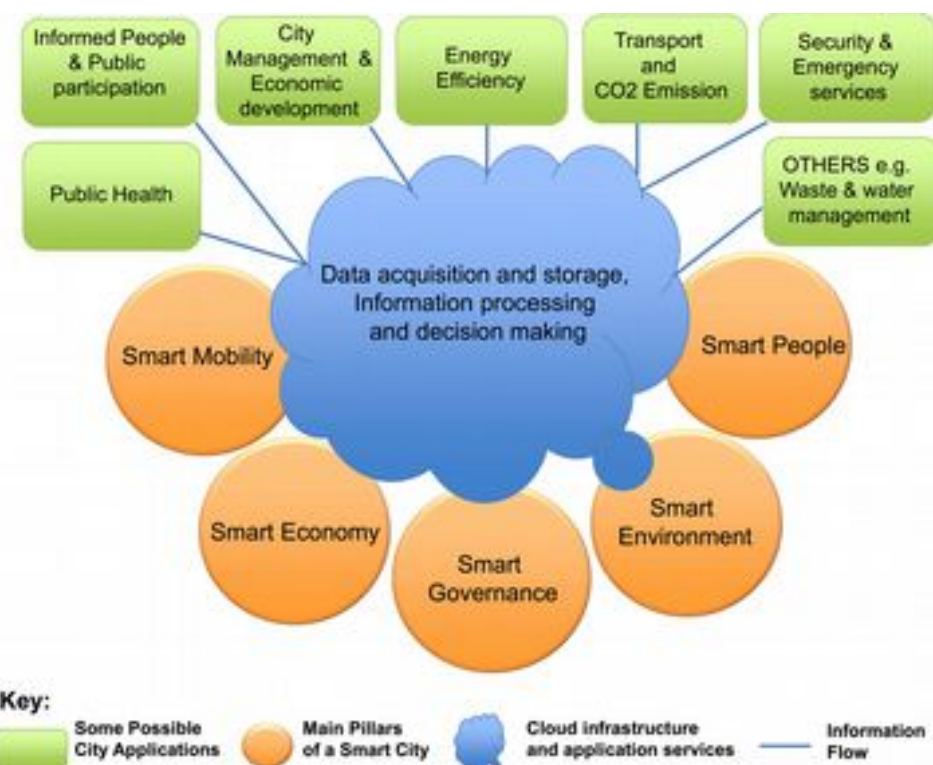 Informed People
& Public
participation
City
Management &
Economic
development
Energy
Efficiency
Transport
and
CO2 Emission
Security &
Emergency
services
Public Health
OTHERS e.g.
Waste & water
management
Data acquisition and storage,
Information processing
and decision making
Smart Mobility
Smart People
Smart Economy
Smart
Governance
Smart
Environment
Key:
Some Possible
City Applications
Main Pillars
of a Smart City
Cloud infrastructure
and application services
Information
Flow